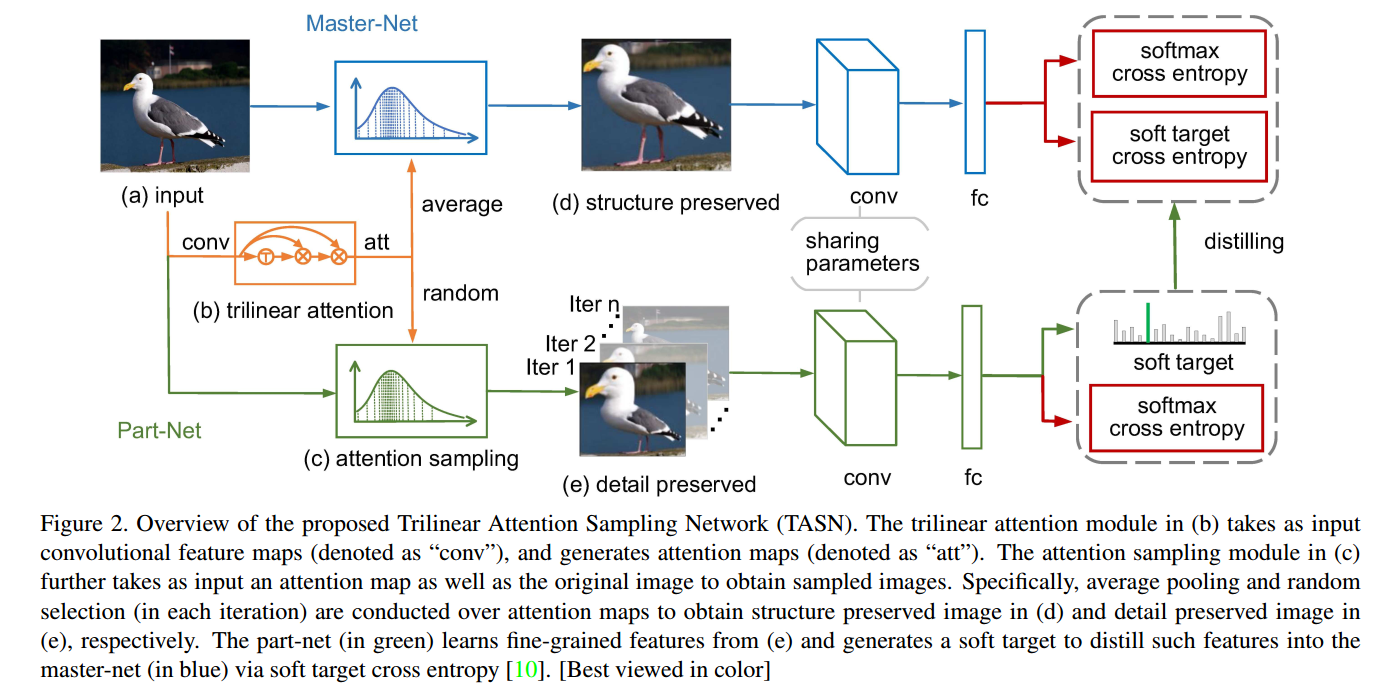 Master-Net
softmax
cross entropy
soft target
cross entropy
(a) input
average
(d) structure preserved
conv
fc
conv
att
T
sharing
parameters
distilling
(b) trilinear attention
random
Iter n
Iter 2
Iter 1
soft target
softmax
cross entropy
Part-Net
(c) attention sampling
(e) detail preserved
conv
fc
Figure 2. Overview of the proposed Trilinear Attention Sampling Network (TASN). The trilinear attention module in (b) takes as input
convolutional feature maps (denoted as “conv”), and generates attention maps (denoted as “att”). The attention sampling module in (c)
further takes as input an attention map as well as the original image to obtain sampled images. Specifically, average pooling and random
selection (in each iteration) are conducted over attention maps to obtain structure preserved image in (d) and detail preserved image in
(e), respectively. The part-net (in green) learns fine-grained features from (e) and generates a soft target to distill such features into the
master-net (in blue) via soft target cross entropy [10]. [Best viewed in color]